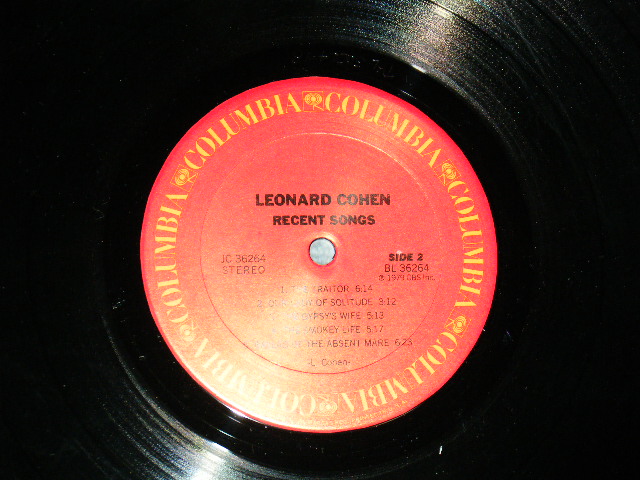 COLUMBIA COLUMBIA COLUMBIA COLUMBIA COLUMBIA COLUMBIA
LEONARD COHEN
RECENT SONGS
JC 36264
STEREO
SIDE 2
BL 36264
℗ 1979 CBS Inc.
1. THE TRAITOR 6:14
OF SOLITUDE 3:12
GYPSY'S WIFE 5:13
SMOKEY LIFE 5:17
THE ABSENT MARE 6:23
-L. Cohen-